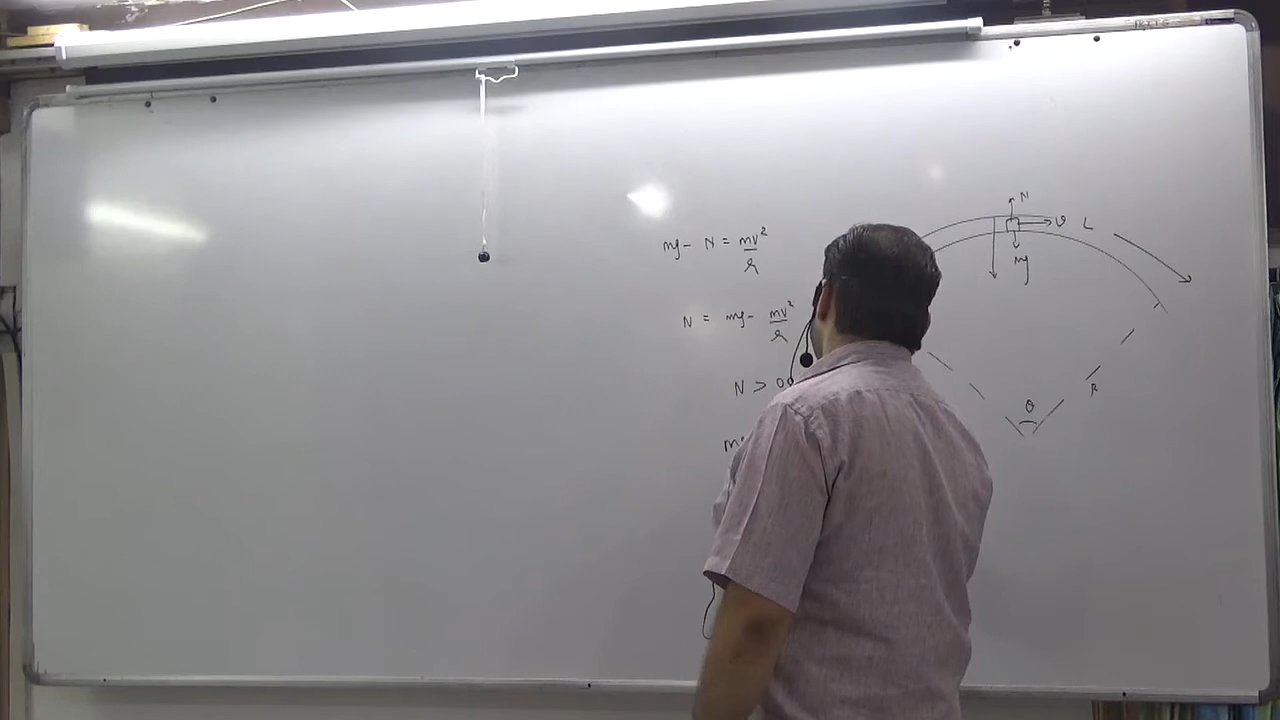 mg - N = mv²/r
N = mg - mv²/r
N > 0
N
v
L
mg
R
θ